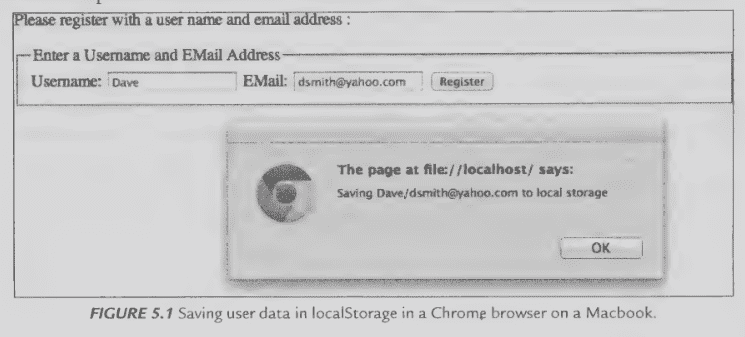 Please register with a user name and email address :
Enter a Username and EMail Address
Username: Dave EMail: dsmith@yahoo.com Register
The page at file://localhost/ says:
Saving Dave/dsmith@yahoo.com to local storage
OK
FIGURE 5.1 Saving user data in localStorage in a Chrome browser on a Macbook.